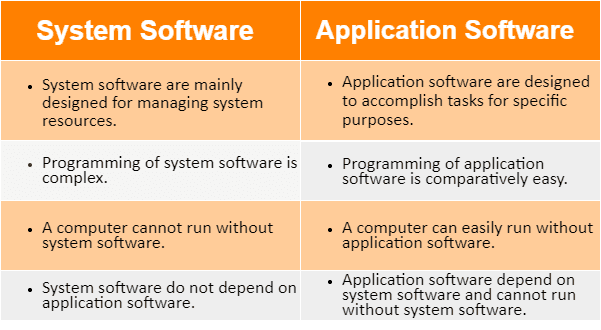 System Software
Application Software
• System software are mainly
designed for managing system
resources.
• Application software are designed
to accomplish tasks for specific
purposes.
• Programming of system software is
complex.
• Programming of application
software is comparatively easy.
• A computer cannot run without
system software.
• A computer can easily run without
application software.
• System software do not depend on
application software.
• Application software depend on
system software and cannot run
without system software.